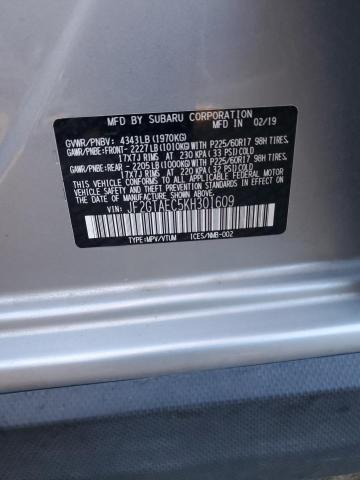 MFD. BY SUBARU CORPORATION
MFD IN 02/19
GVWR/PNBV: 4343LB (1970KG)
GAWR/PNBE: FRONT- 2227LB(1010KG) WITH P225/60R17 98H TIRES,
17X7J RIMS AT 230 KPA( 33 PSI)COLD
GAWR/PNBE: REAR - 2205LB(1000KG) WITH P225/60R17 98H TIRES,
17X7J RIMS AT 220 KPA( 32 PSI)COLD
THIS VEHICLE CONFORMS TO ALL APPLICABLE
FEDERAL MOTOR VEHICLE SAFETY, BUMPER, AND
THEFT PREVENTION STANDARDS IN EFFECT ON THE
DATE OF MANUFACTURE SHOWN ABOVE.
VIN: JF2GTAEC5KH301609
TYPE:MPV/VTUM ICES/NMB-002